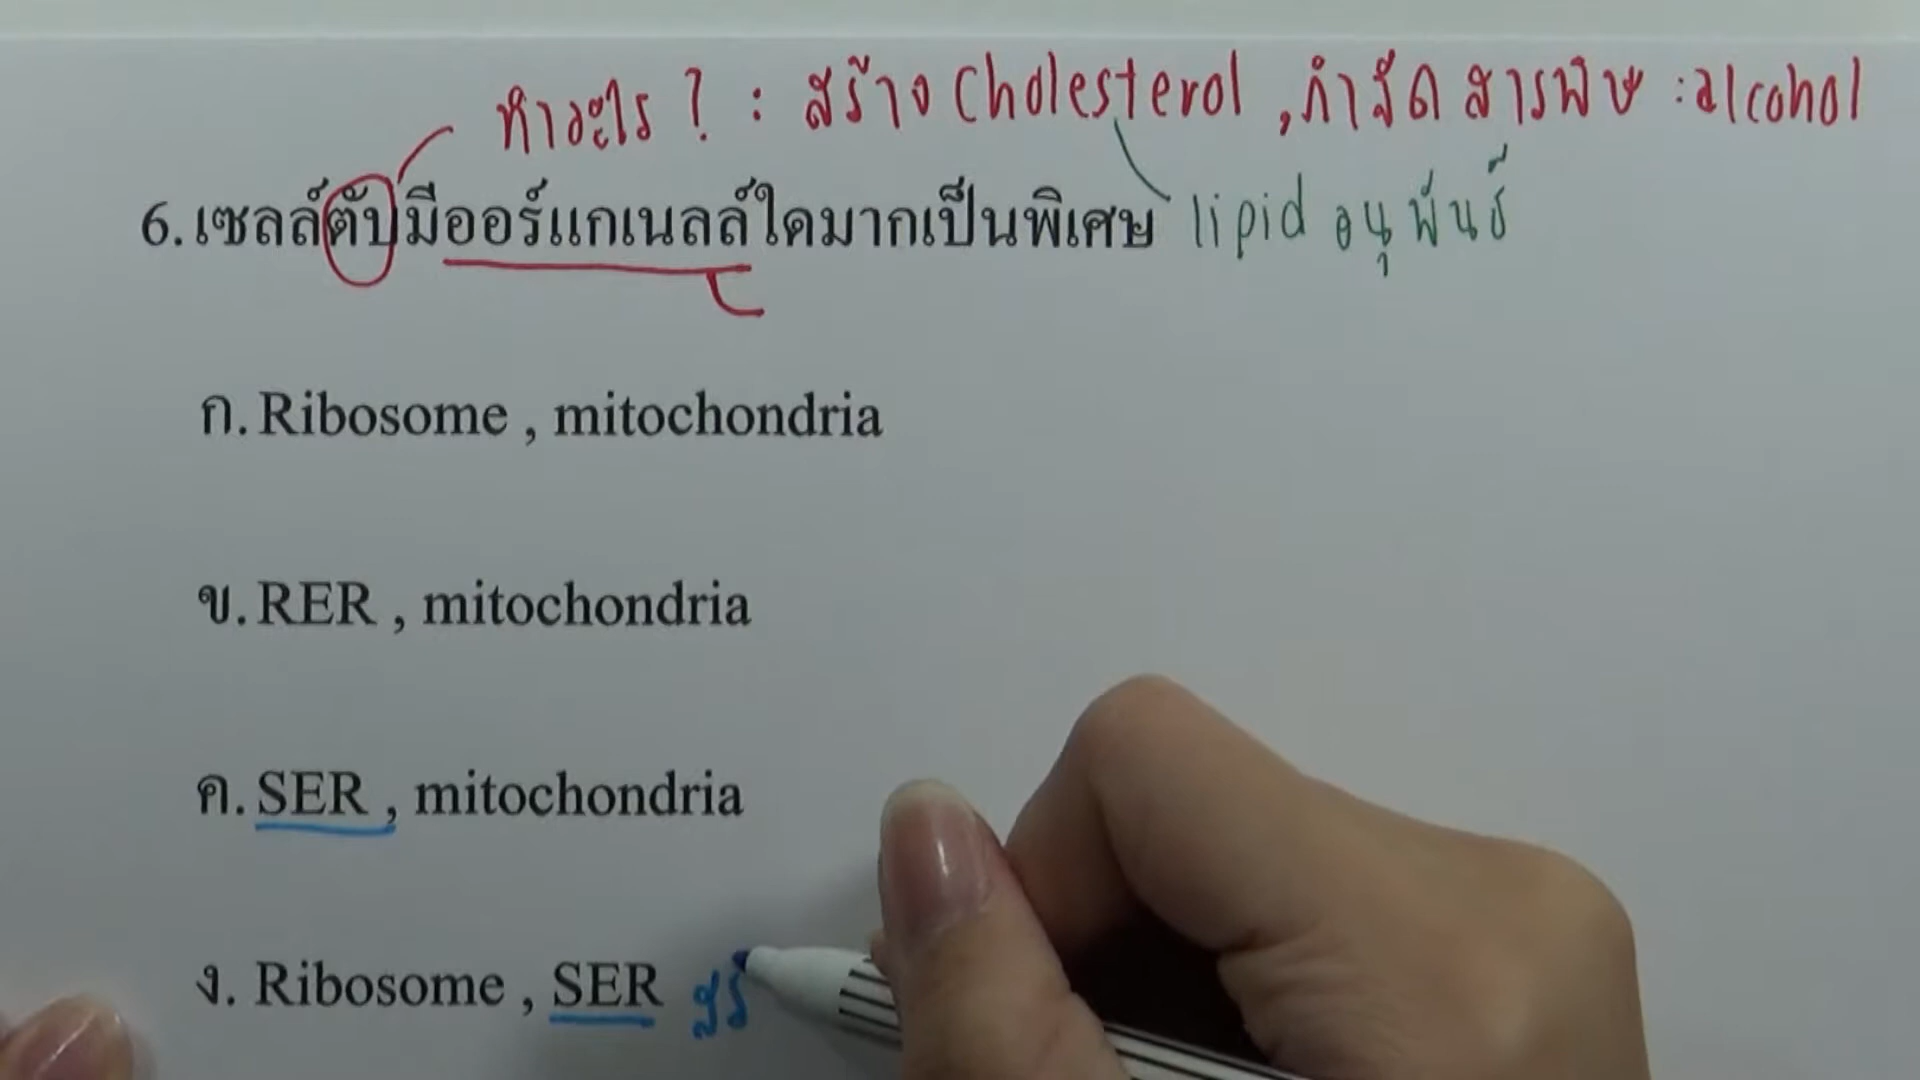 ทำอะไร ? : สร้าง Cholesterol , กำจัด สารพิษ : alcohol
6. เซลล์ตับมีออร์แกเนลล์ใดมากเป็นพิเศษ lipid อนุพันธ์
ก. Ribosome , mitochondria
ข. RER , mitochondria
ค. SER , mitochondria
ง. Ribosome , SER สร